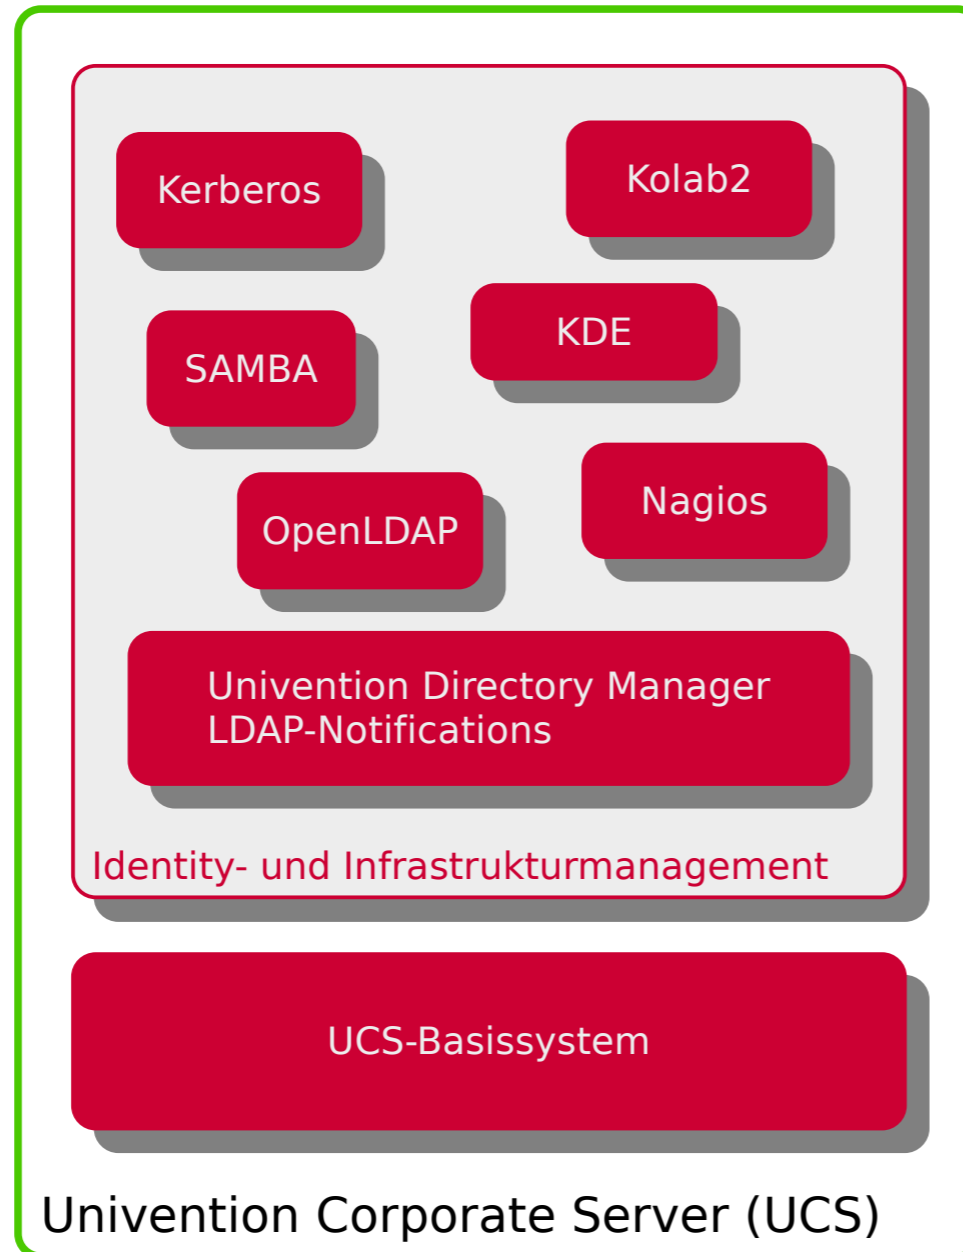 Kerberos
Kolab2
SAMBA
KDE
OpenLDAP
Nagios
Univention Directory Manager
LDAP-Notifications
Identity- und Infrastrukturmanagement
UCS-Basissystem
Univention Corporate Server (UCS)